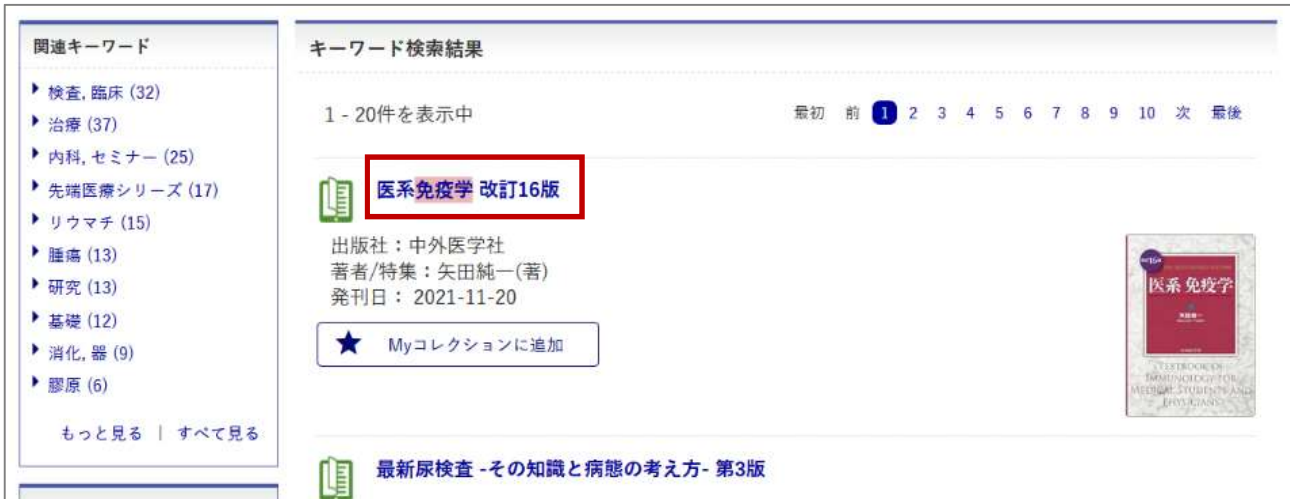 関連キーワード
検査, 臨床 (32)
治療 (37)
内科, セミナー (25)
先端医療シリーズ (17)
リウマチ (15)
腫瘍 (13)
研究 (13)
基礎 (12)
消化, 器 (9)
膠原 (6)
もっと見る | すべて見る
キーワード検索結果
1 - 20件を表示中
最初 前 1 2 3 4 5 6 7 8 9 10 次 最後
医系免疫学 改訂16版
出版社：中外医学社
著者/特集：矢田純一(著)
発刊日： 2021-11-20
★ Myコレクションに追加
医系 免疫学
TEXTBOOK OF
IMMUNOLOGY FOR
MEDICAL STUDENTS AND
PHYSICIANS
最新尿検査 -その知識と病態の考え方- 第3版